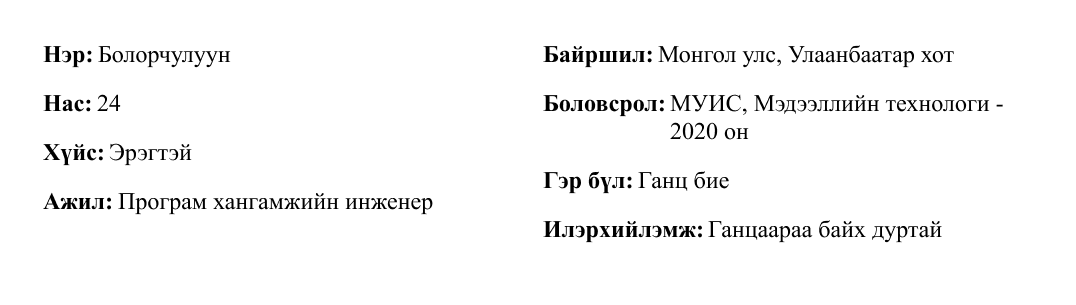 Нэр: Болорчулуун
Нас: 24
Хүйс: Эрэгтэй
Ажил: Програм хангамжийн инженер
Байршил: Монгол улс, Улаанбаатар хот
Боловсрол: МУИС, Мэдээллийн технологи -
2020 он
Гэр бүл: Ганц бие
Илэрхийлэмж: Ганцаараа байх дуртай